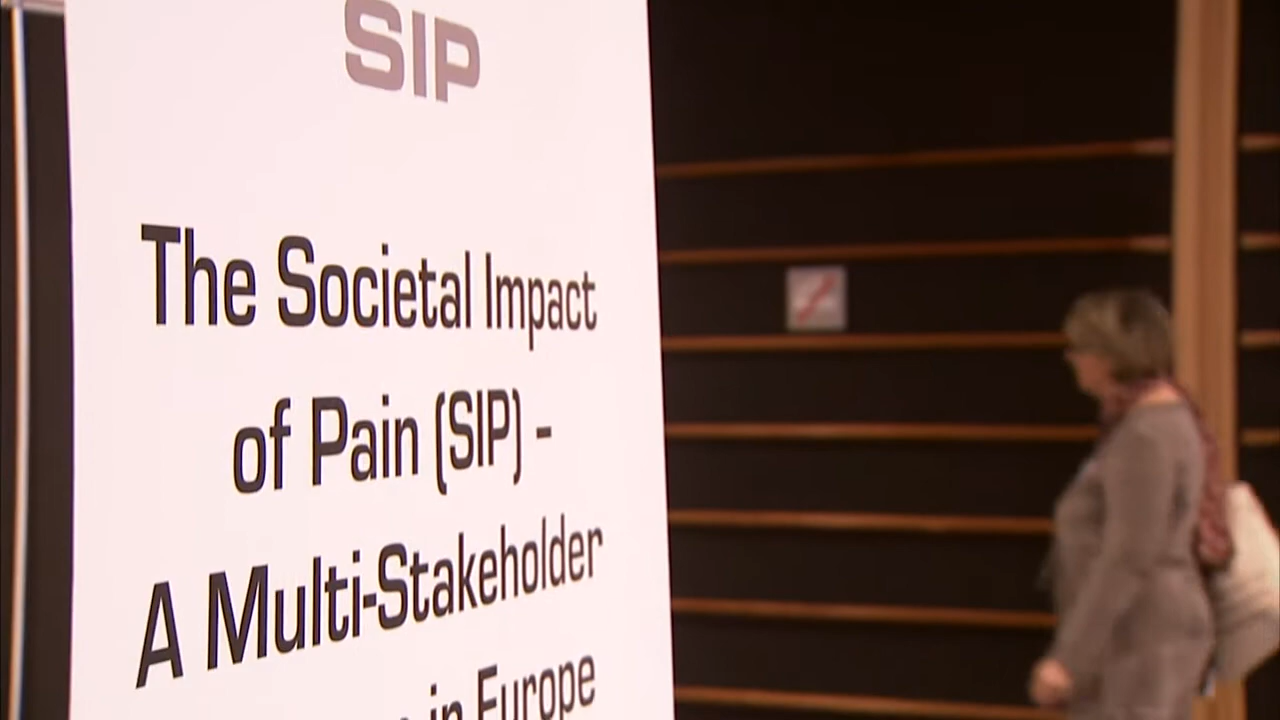 SIP
The Societal Impact
of Pain (SIP) -
A Multi-Stakeholder
in Europe